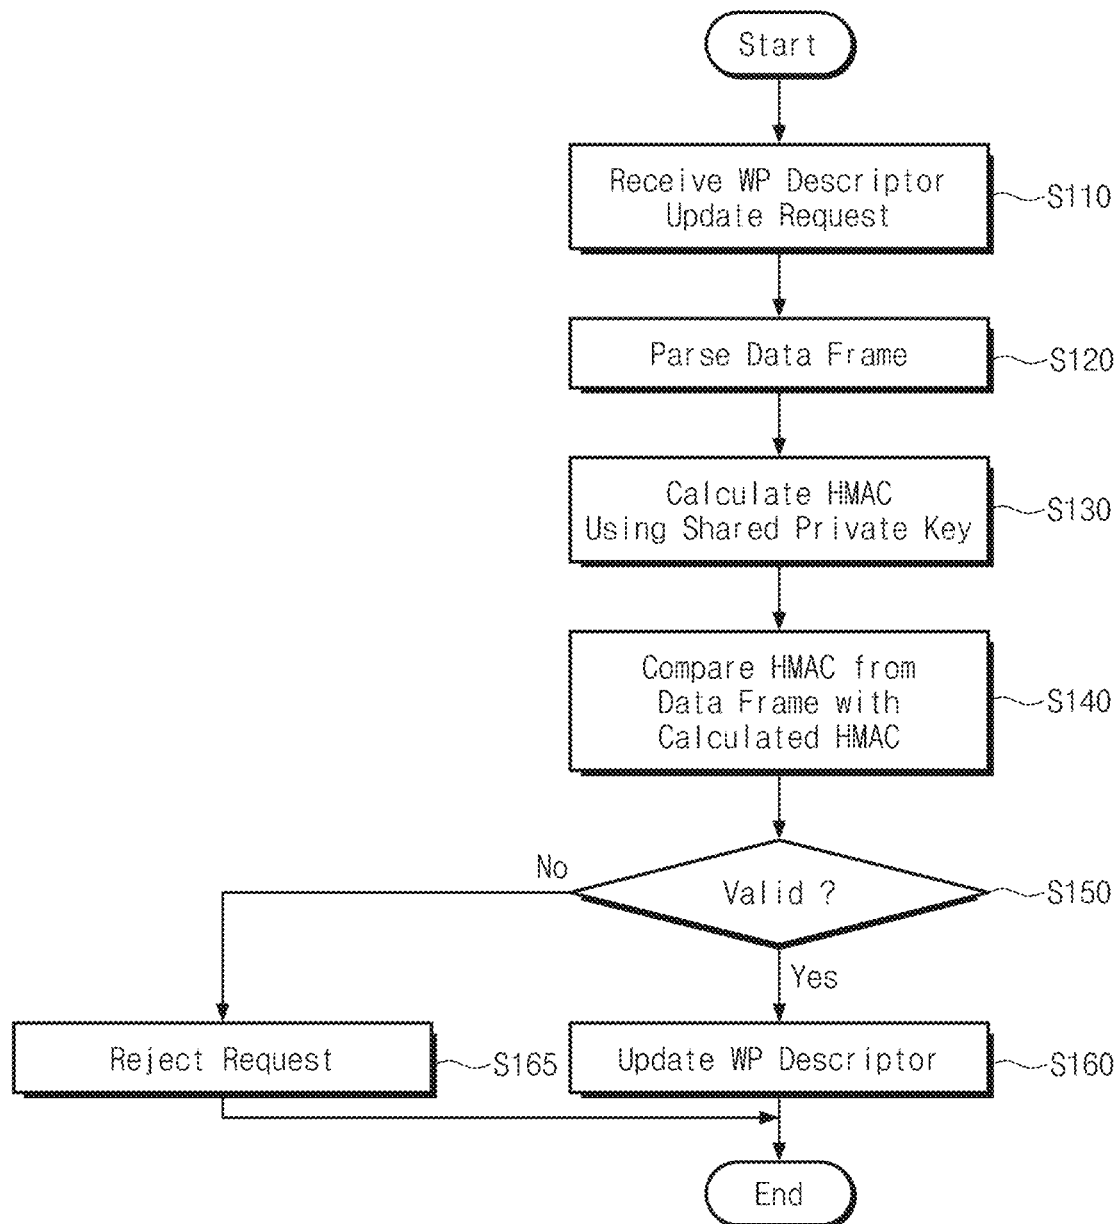 Start
Receive WP Descriptor
Update Request
S110
Parse Data Frame
S120
Calculate HMAC
Using Shared Private Key
S130
Compare HMAC from
Data Frame with
Calculated HMAC
S140
No
Valid ?
S150
Yes
Reject Request
S165
Update WP Descriptor
S160
End